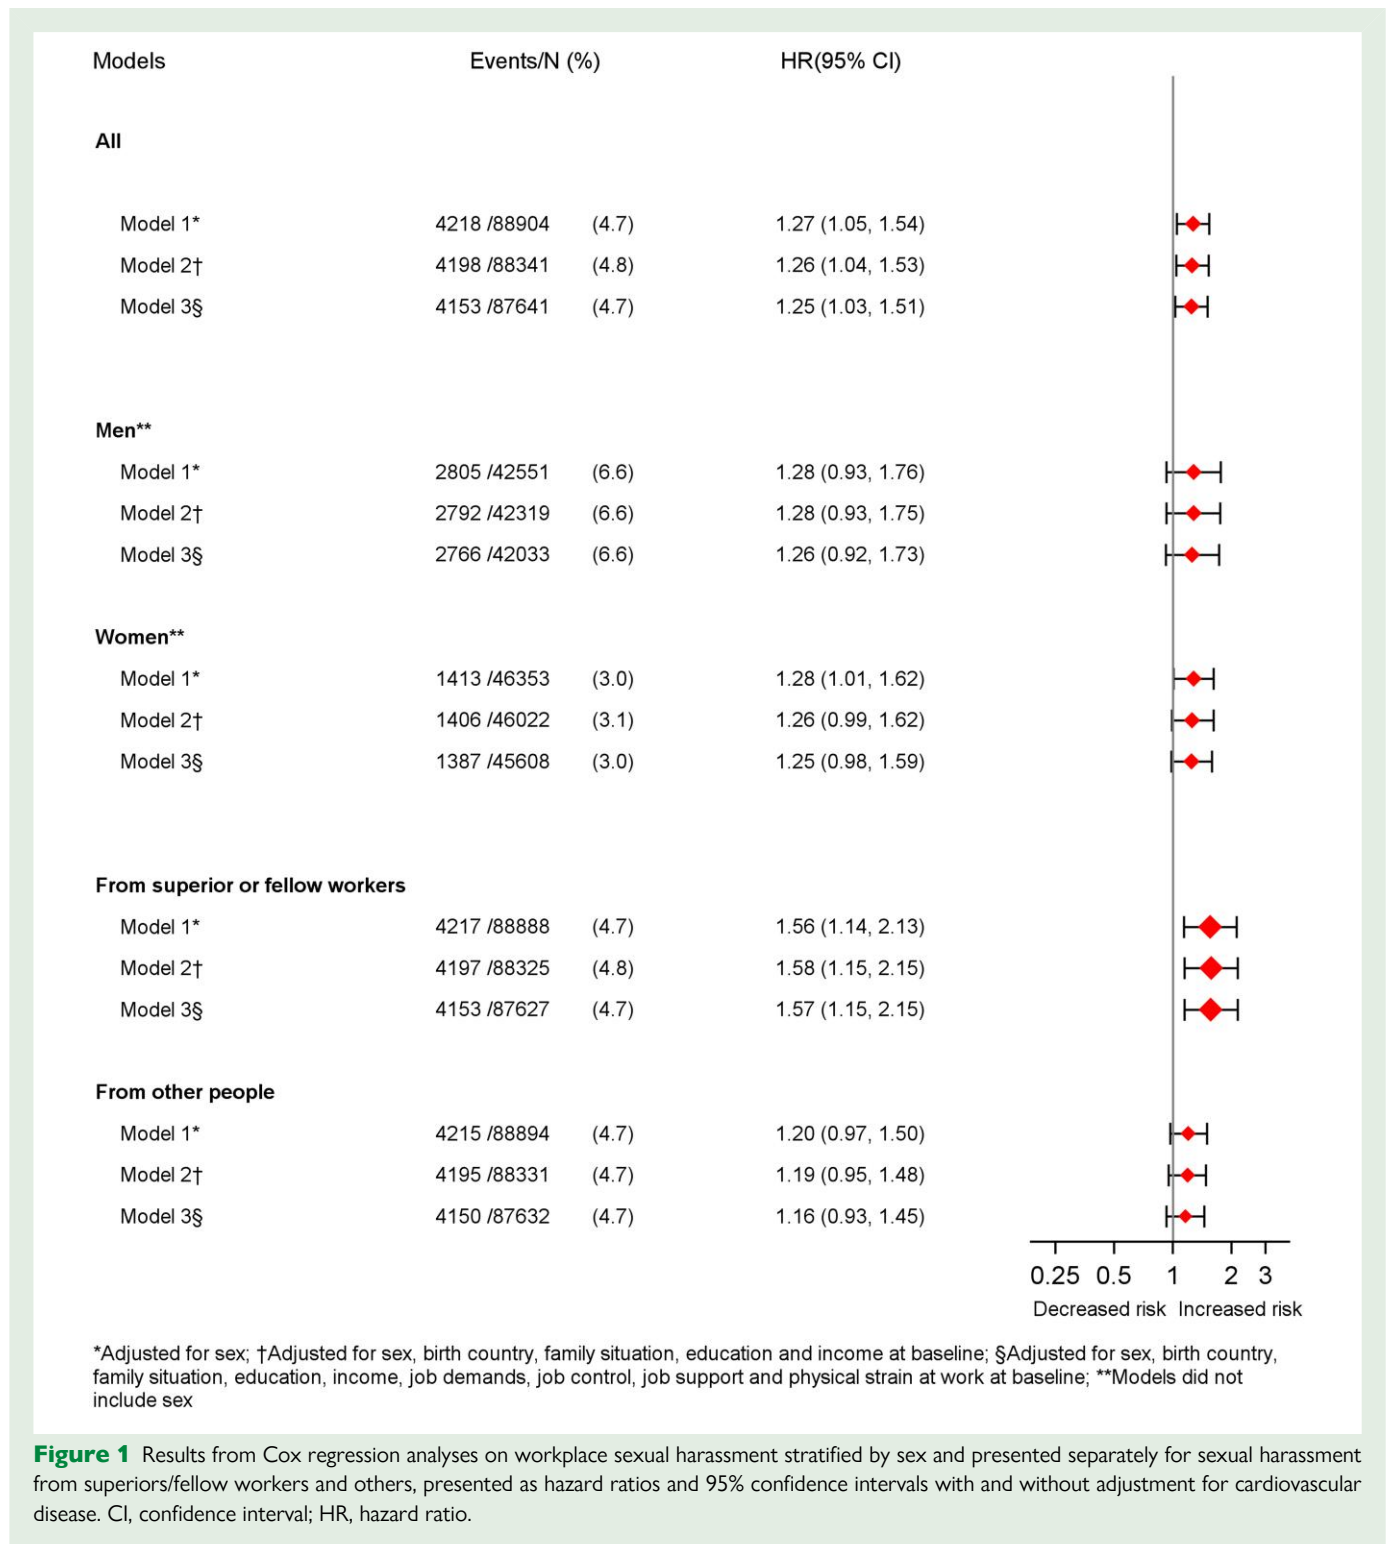 Models Events/N (%) HR(95% CI)
All
Model 1* 4218 /88904 (4.7) 1.27 (1.05, 1.54)
Model 2† 4198 /88341 (4.8) 1.26 (1.04, 1.53)
Model 3§ 4153 /87641 (4.7) 1.25 (1.03, 1.51)
Men**
Model 1* 2805 /42551 (6.6) 1.28 (0.93, 1.76)
Model 2† 2792 /42319 (6.6) 1.28 (0.93, 1.75)
Model 3§ 2766 /42033 (6.6) 1.26 (0.92, 1.73)
Women**
Model 1* 1413 /46353 (3.0) 1.28 (1.01, 1.62)
Model 2† 1406 /46022 (3.1) 1.26 (0.99, 1.62)
Model 3§ 1387 /45608 (3.0) 1.25 (0.98, 1.59)
From superior or fellow workers
Model 1* 4217 /88888 (4.7) 1.56 (1.14, 2.13)
Model 2† 4197 /88325 (4.8) 1.58 (1.15, 2.15)
Model 3§ 4153 /87627 (4.7) 1.57 (1.15, 2.15)
From other people
Model 1* 4215 /88894 (4.7) 1.20 (0.97, 1.50)
Model 2† 4195 /88331 (4.7) 1.19 (0.95, 1.48)
Model 3§ 4150 /87632 (4.7) 1.16 (0.93, 1.45)
0.25 0.5 1 2 3
Decreased risk Increased risk
*Adjusted for sex; †Adjusted for sex, birth country, family situation, education and income at baseline; §Adjusted for sex, birth country,
family situation, education, income, job demands, job control, job support and physical strain at work at baseline; **Models did not
include sex
Figure 1 Results from Cox regression analyses on workplace sexual harassment stratified by sex and presented separately for sexual harassment
from superiors/fellow workers and others, presented as hazard ratios and 95% confidence intervals with and without adjustment for cardiovascular
disease. CI, confidence interval; HR, hazard ratio.